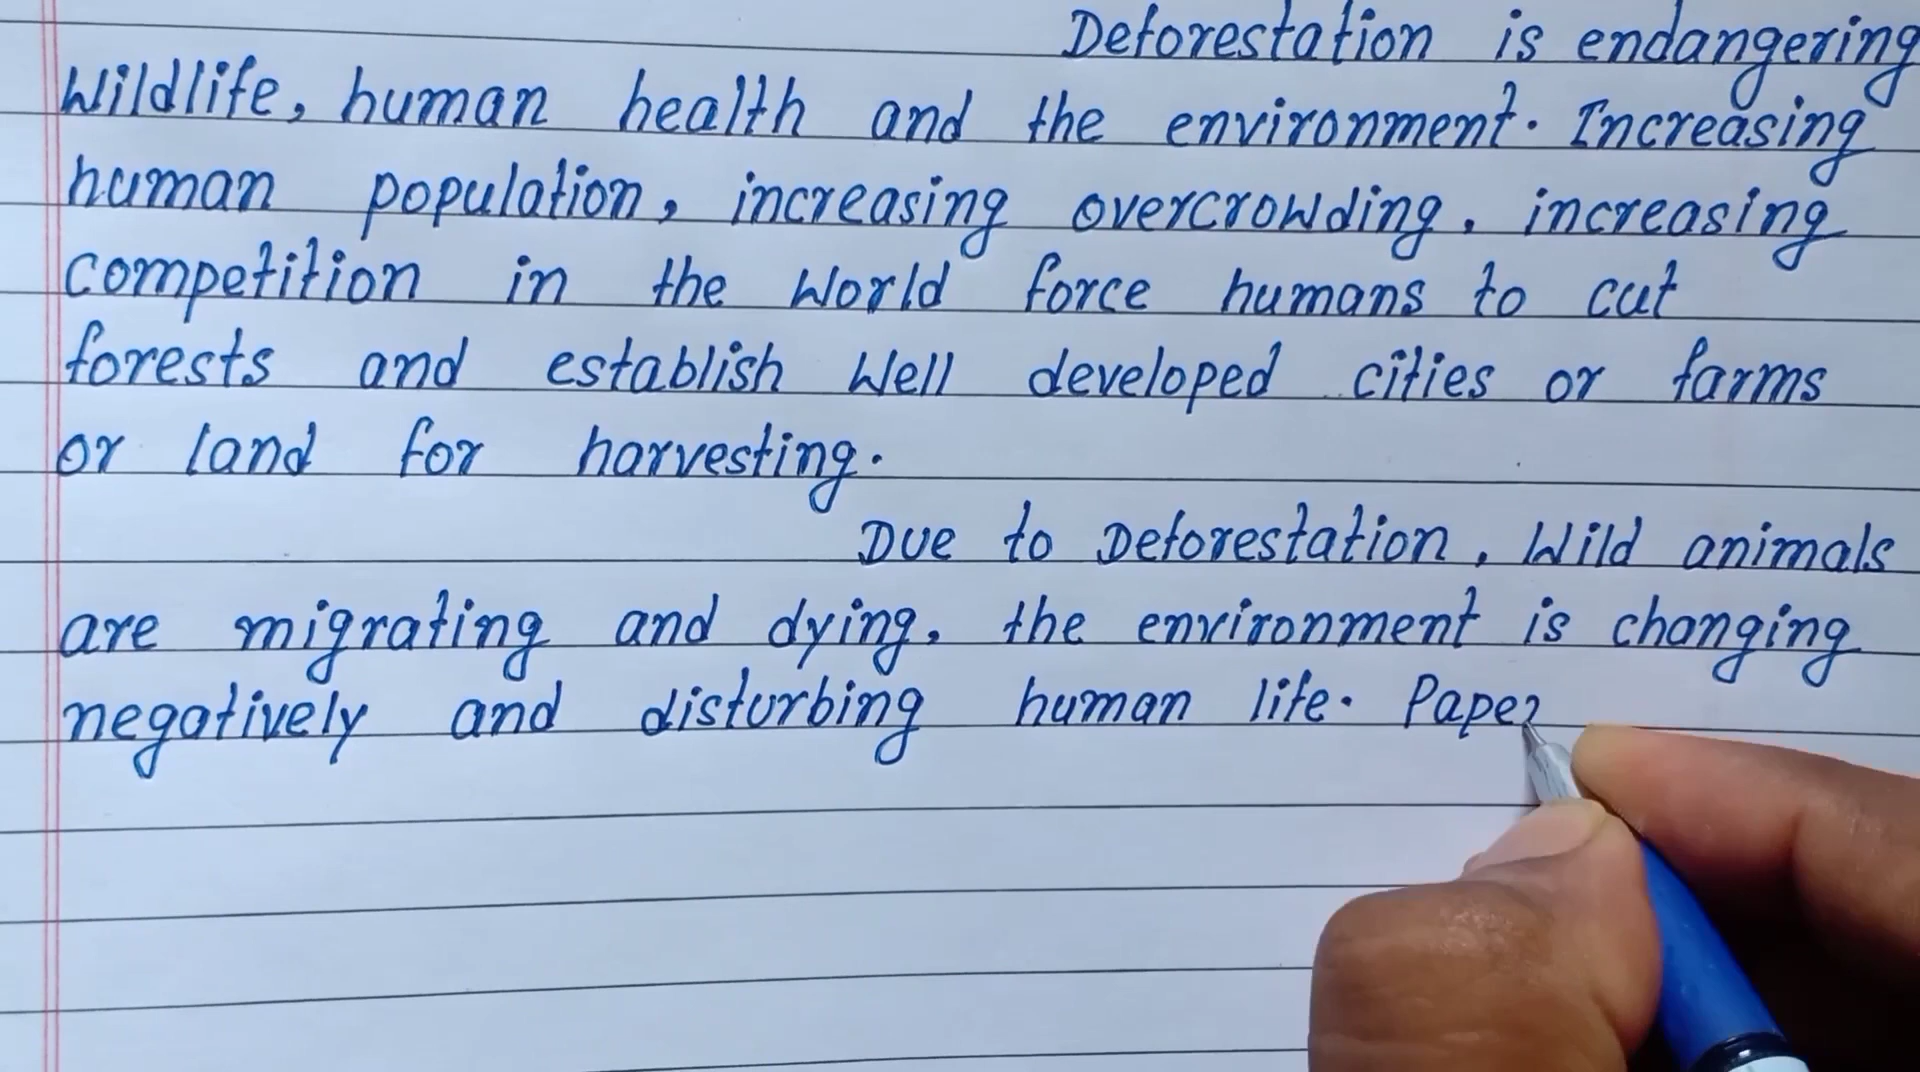 Deforestation is endangering
Wildlife, human health and the environment. Increasing
human population, increasing overcrowding, increasing
competition in the World force humans to cut
forests and establish Well developed cities or farms
or land for harvesting.
Due to Deforestation, Wild animals
are migrating and dying, the environment is changing
negatively and disturbing human life. Paper